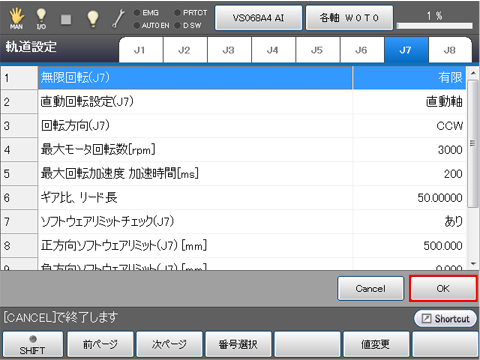 MAN I/O EMG PRTCT AUTOEN DSW VS068A4 AI 各軸 W0T0 1 %
軌道設定 J1 J2 J3 J4 J5 J6 J7 J8
1 無限回転(J7) 有限
2 直動回転設定(J7) 直動軸
3 回転方向(J7) CCW
4 最大モータ回転数[rpm] 3000
5 最大回転加速度 加速時間[ms] 200
6 ギア比、リード長 50.00000
7 ソフトウェアリミットチェック(J7) あり
8 正方向ソフトウェアリミット(J7) [mm] 500.000
9 負方向ソフトウェアリミット(J7) [mm] 0.000
Cancel OK
[CANCEL]で終了します Shortcut
SHIFT 前ページ 次ページ 番号選択 値変更